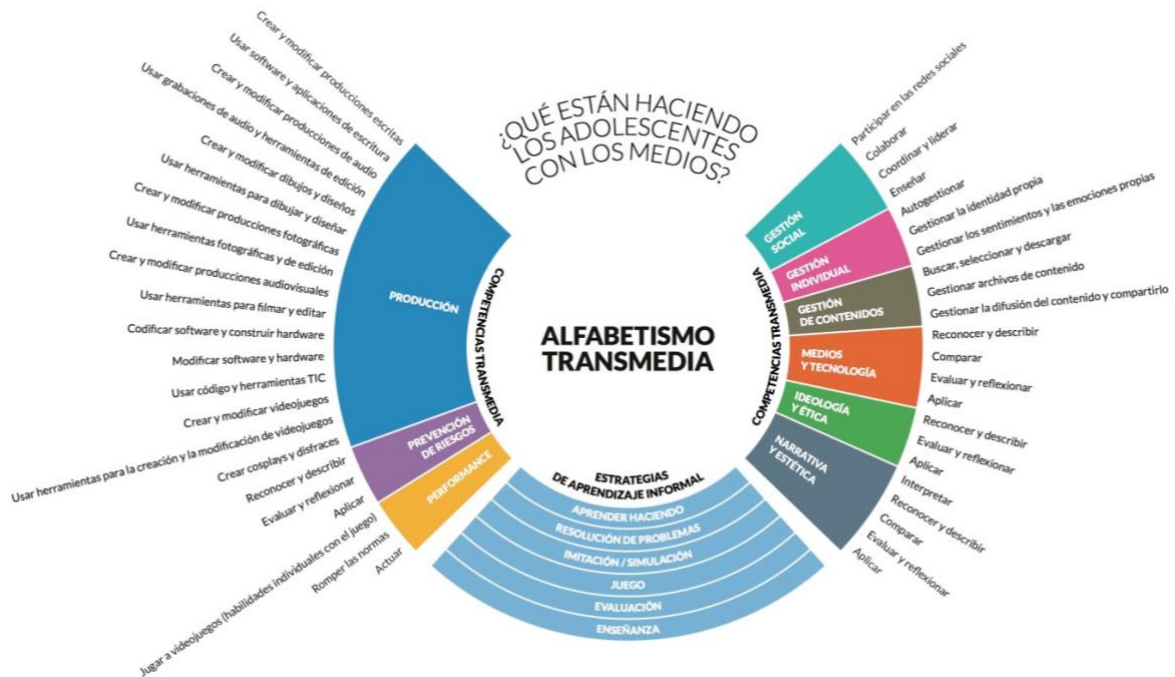 ¿QUÉ ESTÁN HACIENDO
LOS ADOLESCENTES
CON LOS MEDIOS?
ALFABETISMO
TRANSMEDIA
COMPETENCIAS TRANSMEDIA
PRODUCCIÓN
Crear y modificar producciones escritas
Usar software y aplicaciones de escritura
Crear y modificar producciones de audio
Usar grabaciones de audio y herramientas de edición
Crear y modificar dibujos y diseños
Usar herramientas para dibujar y diseñar
Crear y modificar producciones fotográficas
Usar herramientas fotográficas y de edición
Crear y modificar producciones audiovisuales
Usar herramientas para filmar y editar
Codificar software y construir hardware
Modificar software y hardware
Usar código y herramientas TIC
Crear y modificar videojuegos
Usar herramientas para la creación y la modificación de videojuegos
Crear cosplays y disfraces
PREVENCIÓN
DE RIESGOS
Reconocer y describir
Evaluar y reflexionar
Aplicar
PERFORMANCE
Jugar a videojuegos (habilidades individuales con el juego)
Romper las normas
Actuar
COMPETENCIAS TRANSMEDIA
GESTIÓN
SOCIAL
Participar en las redes sociales
Colaborar
Coordinar y liderar
Enseñar
GESTIÓN
INDIVIDUAL
Autogestionar
Gestionar la identidad propia
Gestionar los sentimientos y las emociones propias
GESTIÓN
DE CONTENIDOS
Buscar, seleccionar y descargar
Gestionar archivos de contenido
Gestionar la difusión del contenido y compartirlo
MEDIOS
Y TECNOLOGÍA
Reconocer y describir
Comparar
Evaluar y reflexionar
Aplicar
IDEOLOGÍA
Y ÉTICA
Reconocer y describir
Evaluar y reflexionar
Aplicar
NARRATIVA
Y ESTÉTICA
Interpretar
Reconocer y describir
Comparar
Evaluar y reflexionar
Aplicar
ESTRATEGIAS
DE APRENDIZAJE INFORMAL
APRENDER HACIENDO
RESOLUCIÓN DE PROBLEMAS
IMITACIÓN / SIMULACIÓN
JUEGO
EVALUACIÓN
ENSEÑANZA